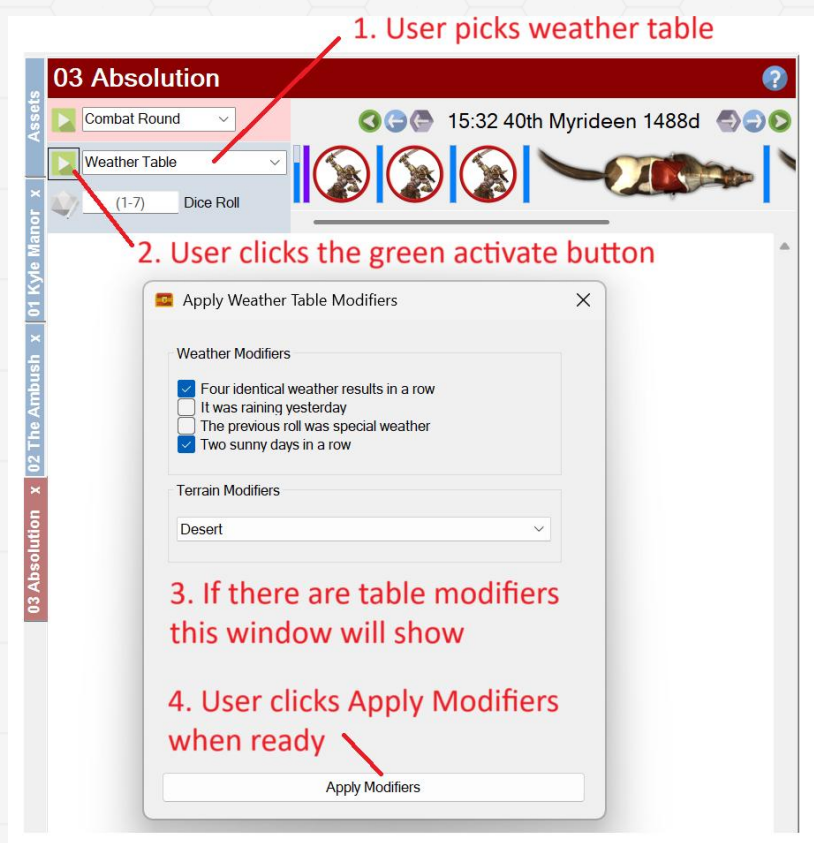 1. User picks weather table
03 Absolution
?
Assets
Combat Round
15:32 40th Myrideen 1488d
Weather Table
(1-7)
Dice Roll
01 Kyle Manor x
2. User clicks the green activate button
Apply Weather Table Modifiers
Weather Modifiers
Four identical weather results in a row
It was raining yesterday
The previous roll was special weather
Two sunny days in a row
02 The Ambush x
Terrain Modifiers
Desert
03 Absolution x
3. If there are table modifiers
this window will show
4. User clicks Apply Modifiers
when ready
Apply Modifiers